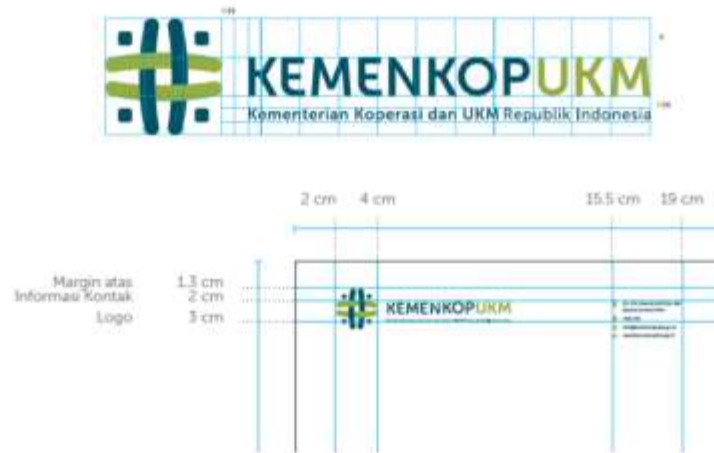 KEMENKOPUKM
Kementerian Koperasi dan UKM Republik Indonesia
2 cm 4 cm 15.5 cm 19 cm
Margin atas 1.3 cm
Informasi Kontak 2 cm
Logo 3 cm
KEMENKOPUKM